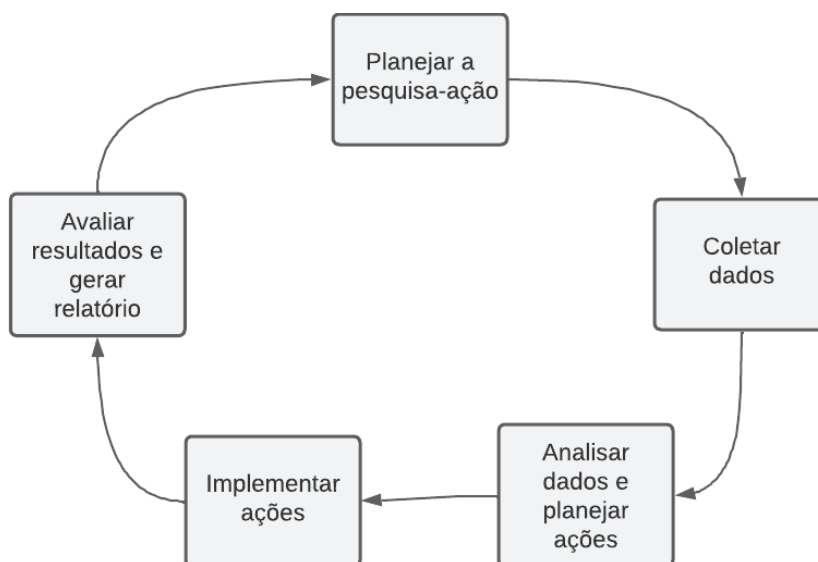 Planejar a
pesquisa-ação
Coletar
dados
Analisar
dados e
planejar
ações
Implementar
ações
Avaliar
resultados e
gerar
relatório